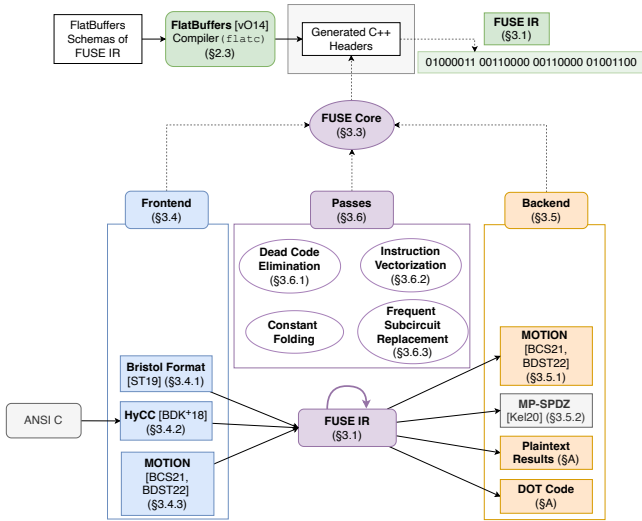 FlatBuffers
Schemas of
FUSE IR
FlatBuffers [vO14]
Compiler (flatc)
(§2.3)
Generated C++
Headers
FUSE IR
(§3.1)
01000011 00110000 00110000 01001100
FUSE Core
(§3.3)
Frontend
(§3.4)
Passes
(§3.6)
Backend
(§3.5)
Dead Code
Elimination
(§3.6.1)
Instruction
Vectorization
(§3.6.2)
Constant
Folding
Frequent
Subcircuit
Replacement
(§3.6.3)
Bristol Format
[ST19] (§3.4.1)
ANSI C
HyCC [BDK+18]
(§3.4.2)
MOTION
[BCS21,
BDST22]
(§3.4.3)
FUSE IR
(§3.1)
MOTION
[BCS21,
BDST22]
(§3.5.1)
MP-SPDZ
[Kel20] (§3.5.2)
Plaintext
Results (§A)
DOT Code
(§A)